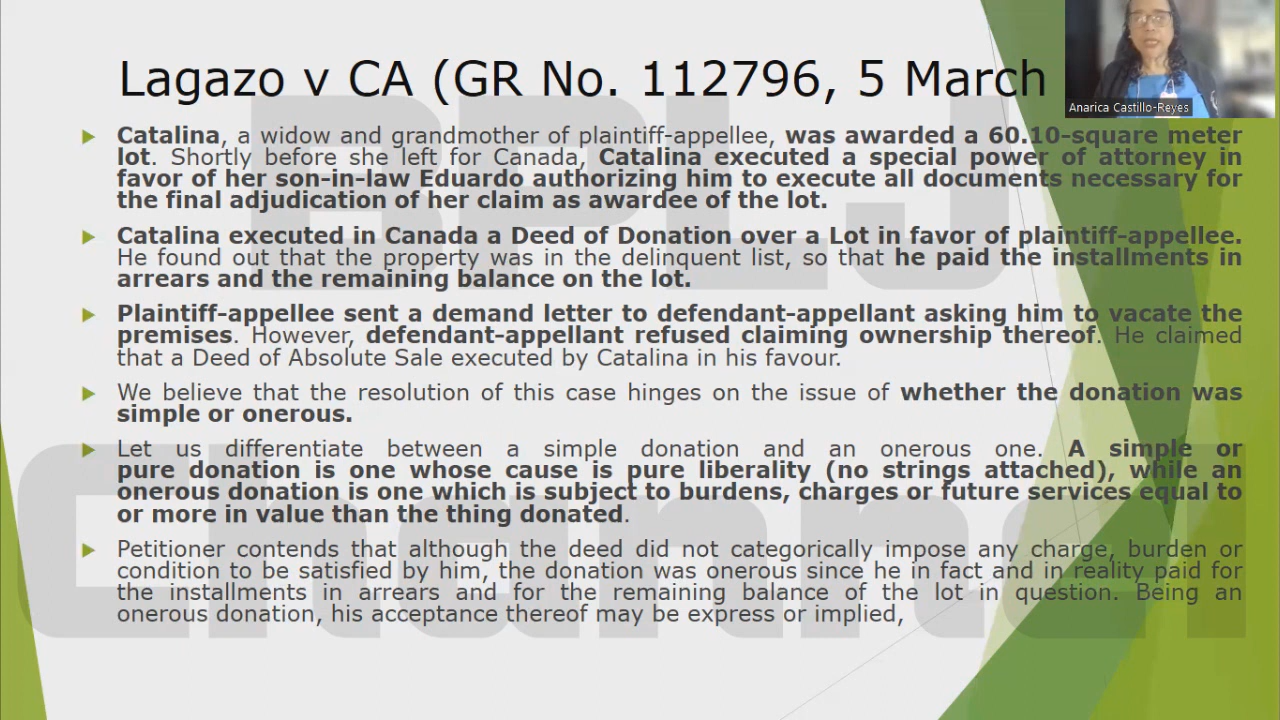 Lagazo v CA (GR No. 112796, 5 March
Anarica Castillo-Reyes
Catalina, a widow and grandmother of plaintiff-appellee, was awarded a 60.10-square meter
lot. Shortly before she left for Canada, Catalina executed a special power of attorney in
favor of her son-in-law Eduardo authorizing him to execute all documents necessary for
the final adjudication of her claim as awardee of the lot.
Catalina executed in Canada a Deed of Donation over a Lot in favor of plaintiff-appellee.
He found out that the property was in the delinquent list, so that he paid the installments in
arrears and the remaining balance on the lot.
Plaintiff-appellee sent a demand letter to defendant-appellant asking him to vacate the
premises. However, defendant-appellant refused claiming ownership thereof. He claimed
that a Deed of Absolute Sale executed by Catalina in his favour.
We believe that the resolution of this case hinges on the issue of whether the donation was
simple or onerous.
Let us differentiate between a simple donation and an onerous one. A simple or
pure donation is one whose cause is pure liberality (no strings attached), while an
onerous donation is one which is subject to burdens, charges or future services equal to
or more in value than the thing donated.
Petitioner contends that although the deed did not categorically impose any charge, burden or
condition to be satisfied by him, the donation was onerous since he in fact and in reality paid for
the installments in arrears and for the remaining balance of the lot in question. Being an
onerous donation, his acceptance thereof may be express or implied,
BPLJ
Channel